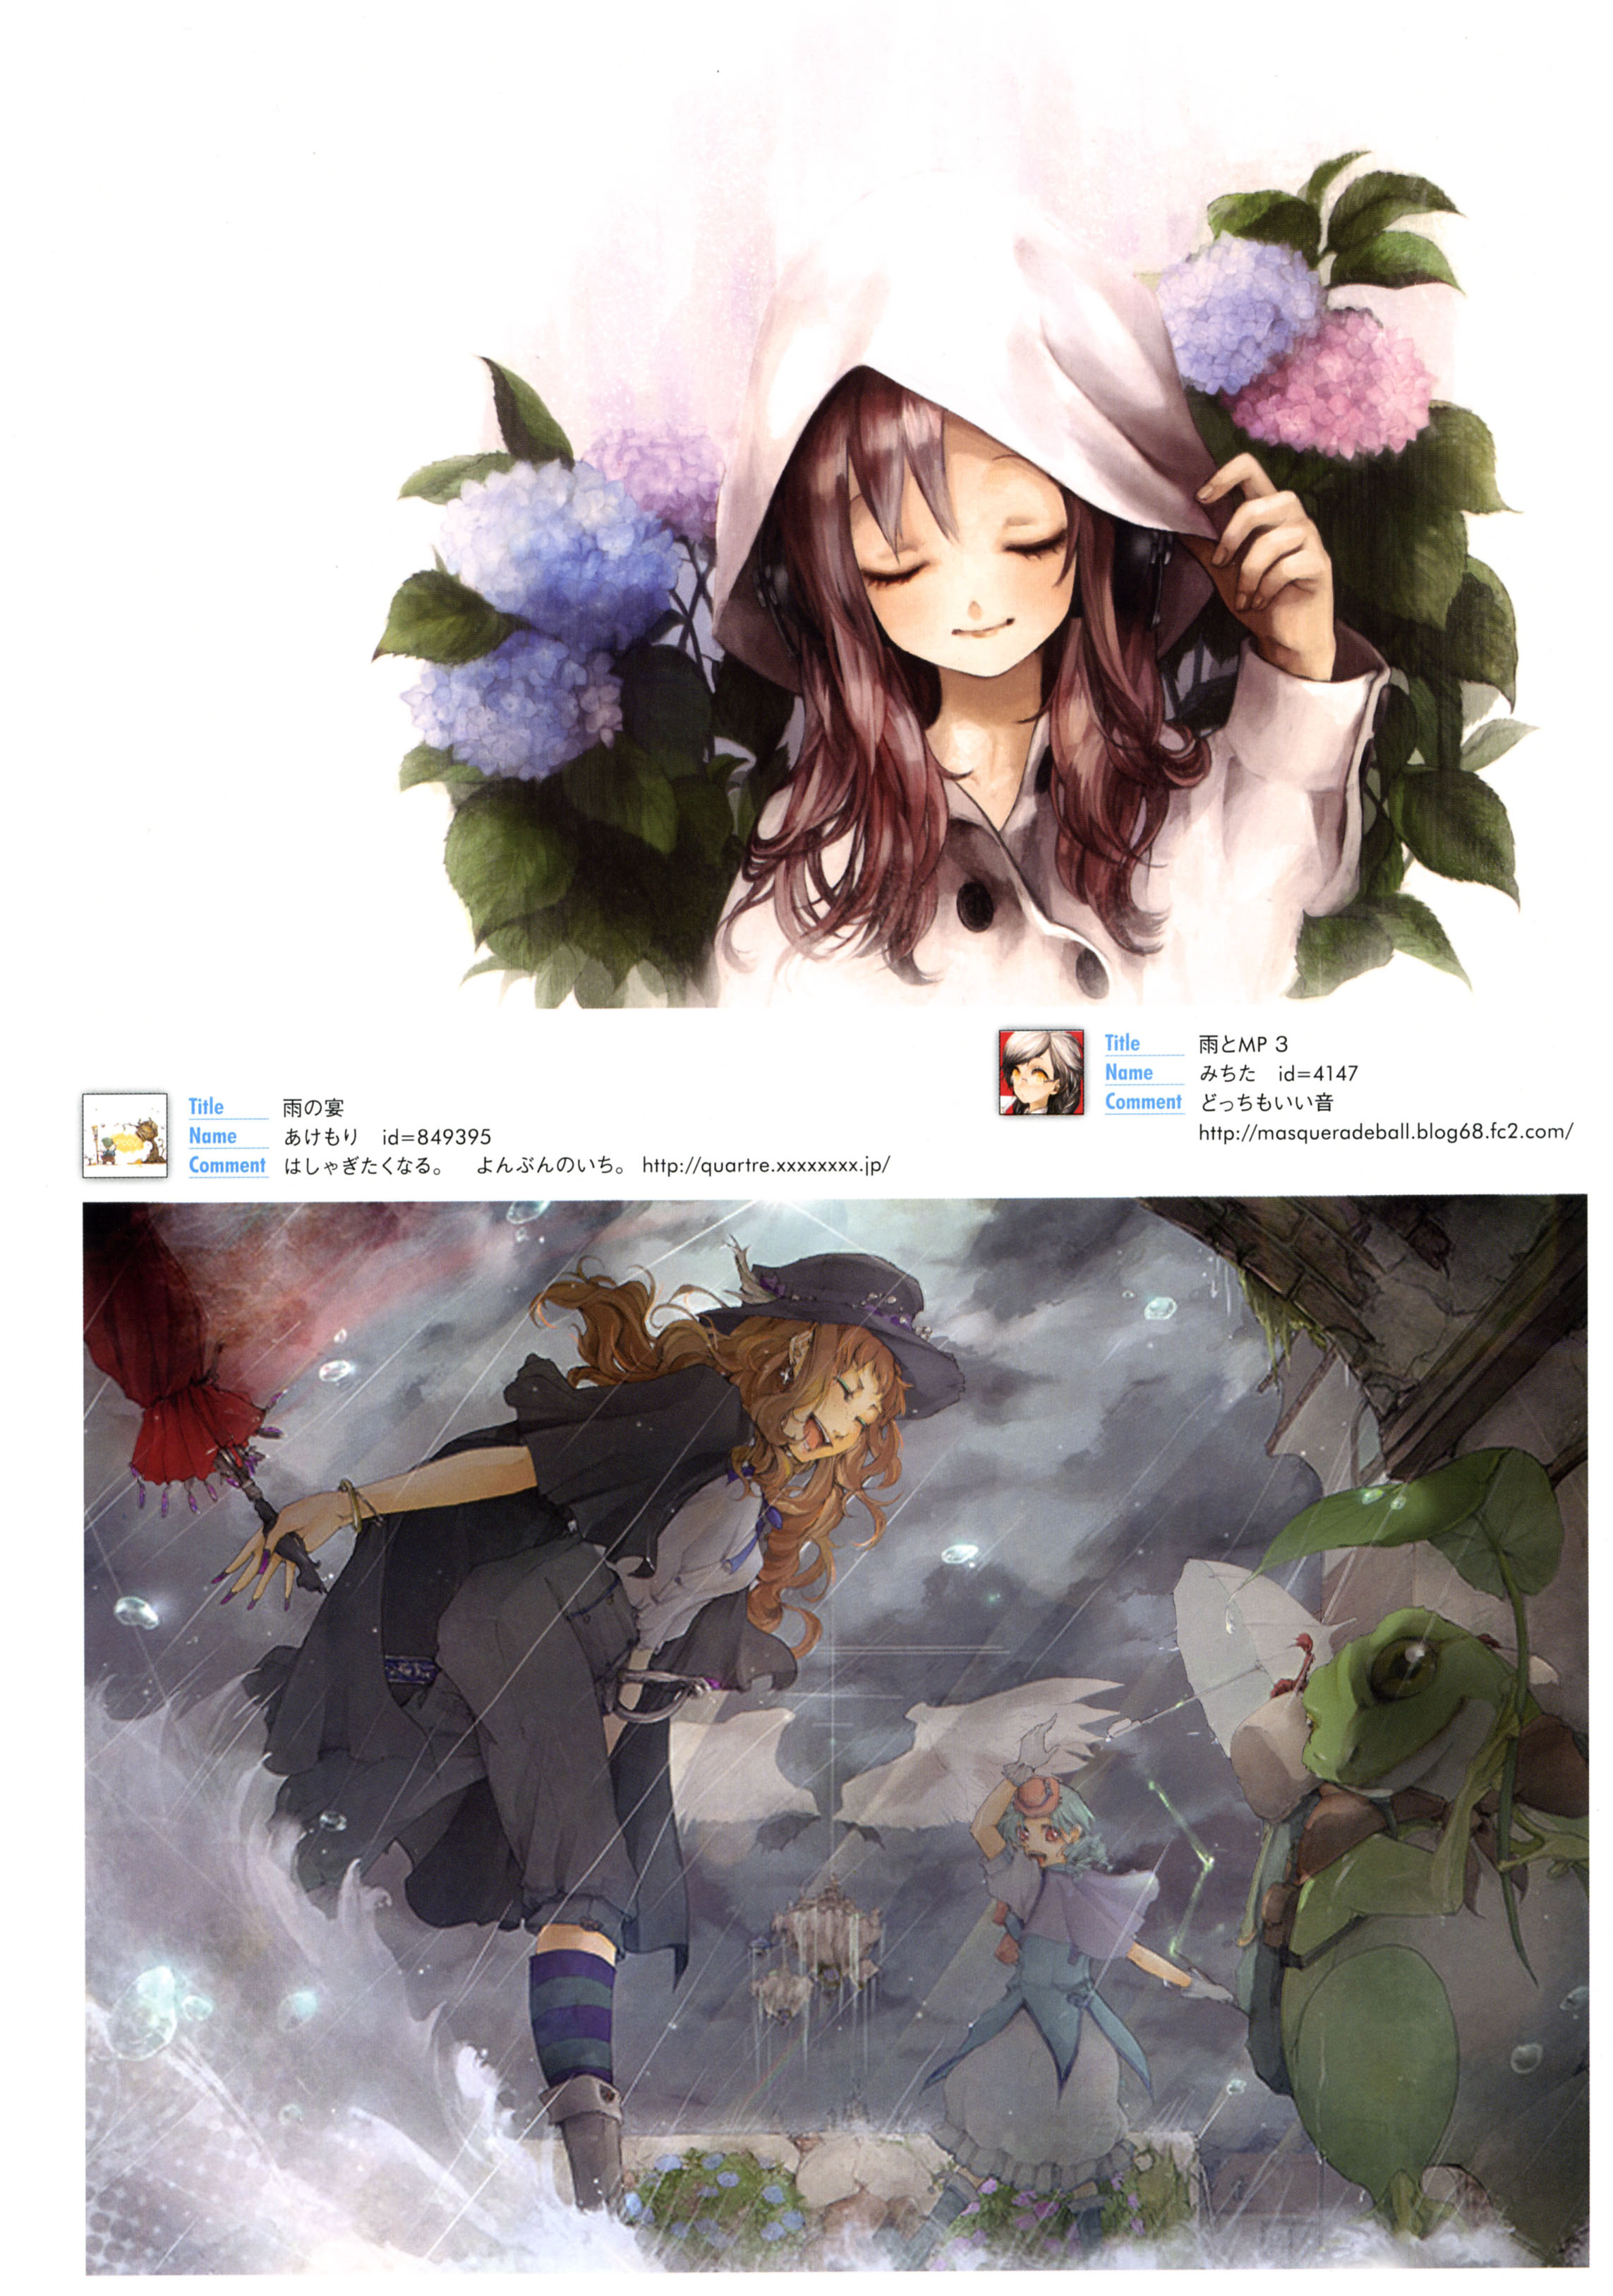 Title 雨とMP 3
Name みちた id=4147
Comment どっちもいい音
http://masqueradeball.blog68.fc2.com/
Title 雨の宴
Name あけもり id=849395
Comment はしゃぎたくなる。 よんぶんのいち。 http://quartre.xxxxxxxx.jp/